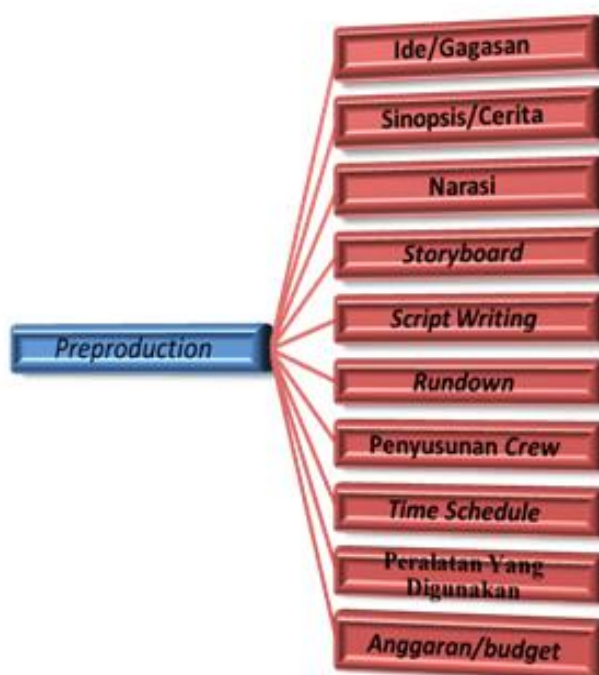 Preproduction
Ide/Gagasan
Sinopsis/Cerita
Narasi
Storyboard
Script Writing
Rundown
Penyusunan Crew
Time Schedule
Peralatan Yang
Digunakan
Anggaran/budget